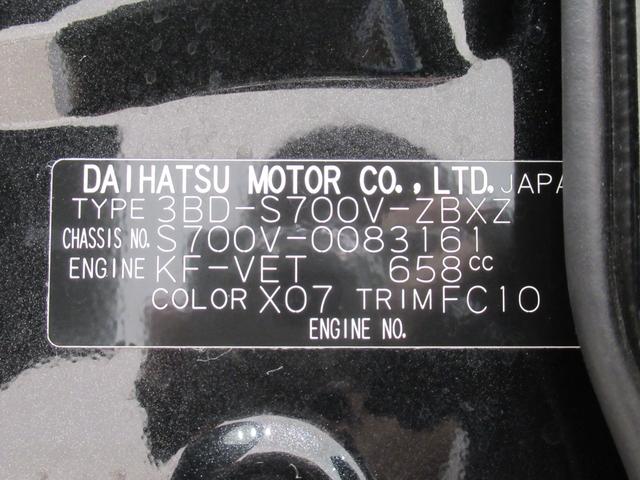 DAIHATSU MOTOR CO., LTD. JAPA
TYPE 3BD-S700V-ZBXZ
CHASSIS NO. S700V-0083161
ENGINE KF-VET 658cc
COLOR X07 TRIM FC10
ENGINE NO.